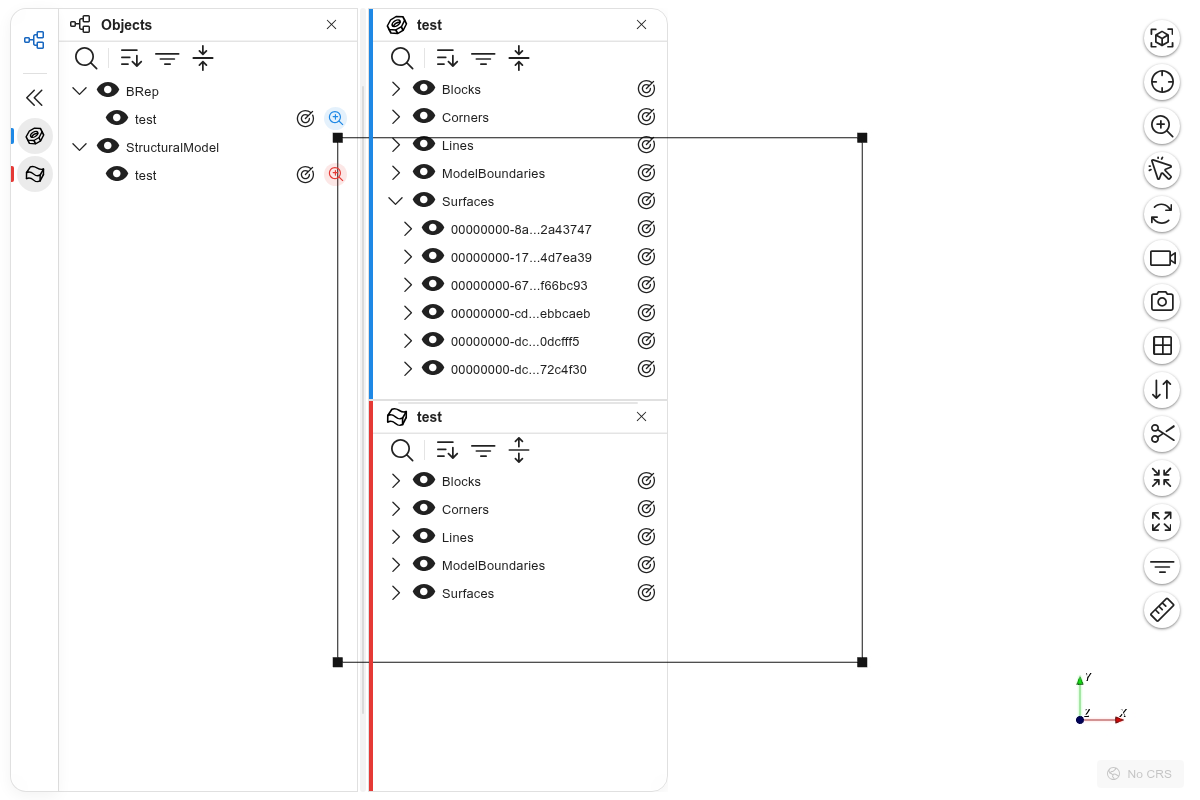 Objects
BRep
test
StructuralModel
test
test
Blocks
Corners
Lines
ModelBoundaries
Surfaces
00000000-8a...2a43747
00000000-17...4d7ea39
00000000-67...f66bc93
00000000-cd...ebbcaeb
00000000-dc...0dcfff5
00000000-dc...72c4f30
test
Blocks
Corners
Lines
ModelBoundaries
Surfaces
Y
Z X
No CRS